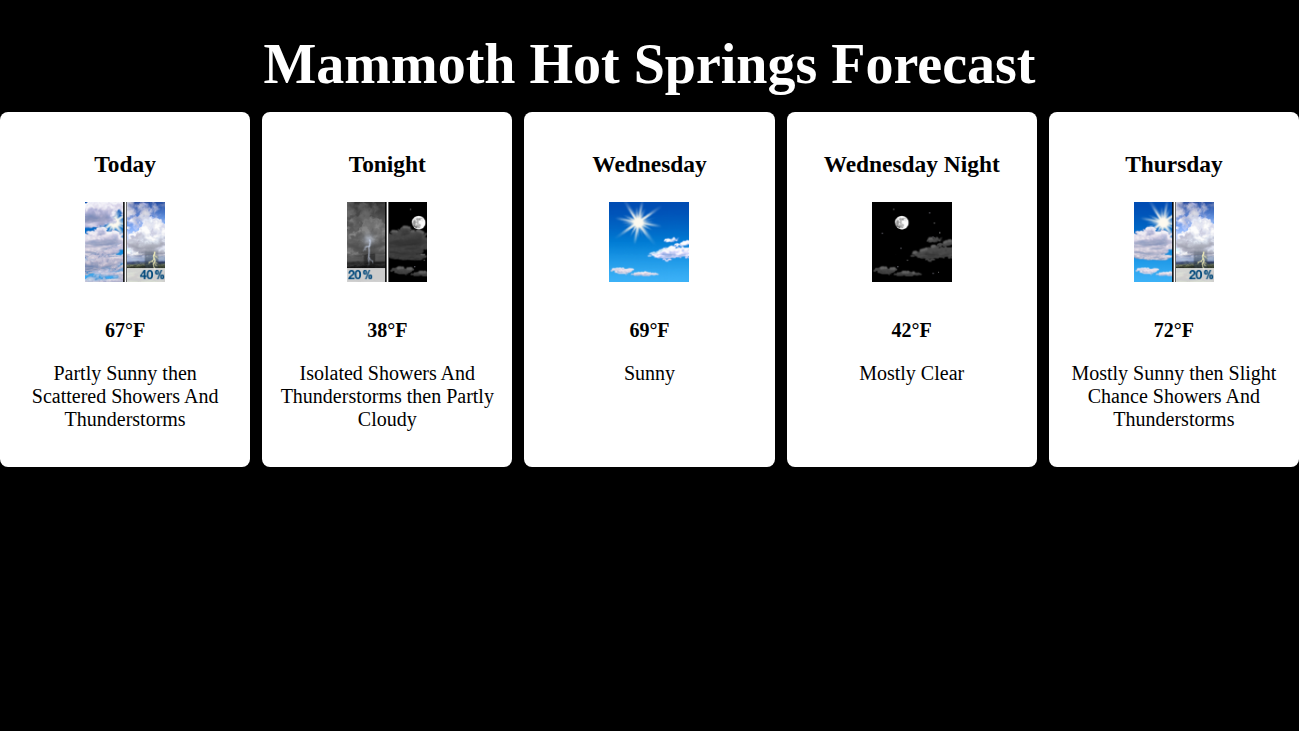 Mammoth Hot Springs Forecast
Today
40%
67°F
Partly Sunny then
Scattered Showers And
Thunderstorms
Tonight
20%
38°F
Isolated Showers And
Thunderstorms then Partly
Cloudy
Wednesday
69°F
Sunny
Wednesday Night
42°F
Mostly Clear
Thursday
20%
72°F
Mostly Sunny then Slight
Chance Showers And
Thunderstorms